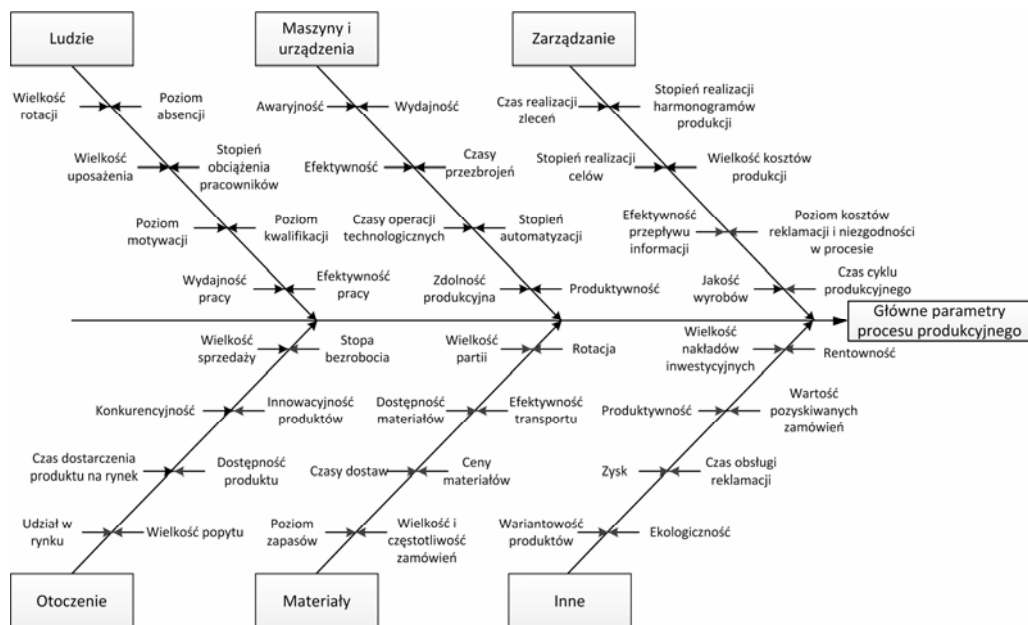 Ludzie
Maszyny i
urządzenia
Zarządzanie
Wielkość
rotacji
Poziom
absencji
Awaryjność
Wydajność
Czas realizacji
zleceń
Stopień realizacji
harmonogramów
produkcji
Wielkość
uposażenia
Stopień
obciążenia
pracowników
Efektywność
Czasy
przezbrojeń
Stopień realizacji
celów
Wielkość kosztów
produkcji
Poziom
motywacji
Poziom
kwalifikacji
Czasy operacji
technologicznych
Stopień
automatyzacji
Efektywność
przepływu
informacji
Poziom kosztów
reklamacji i niezgodności
w procesie
Wydajność
pracy
Efektywność
pracy
Zdolność
produkcyjna
Produktywność
Jakość
wyrobów
Czas cyklu
produkcyjnego
Główne parametry
procesu produkcyjnego
Wielkość
sprzedaży
Stopa
bezrobocia
Wielkość
partii
Rotacja
Wielkość
nakładów
inwestycyjnych
Rentowność
Konkurencyjność
Innowacyjność
produktów
Dostępność
materiałów
Efektywność
transportu
Produktywność
Wartość
pozyskiwanych
zamówień
Czas dostarczenia
produktu na rynek
Dostępność
produktu
Czasy dostaw
Ceny
materiałów
Zysk
Czas obsługi
reklamacji
Udział w
rynku
Wielkość popytu
Poziom
zapasów
Wielkość i
częstotliwość
zamówień
Wariantowość
produktów
Ekologiczność
Otoczenie
Materiały
Inne